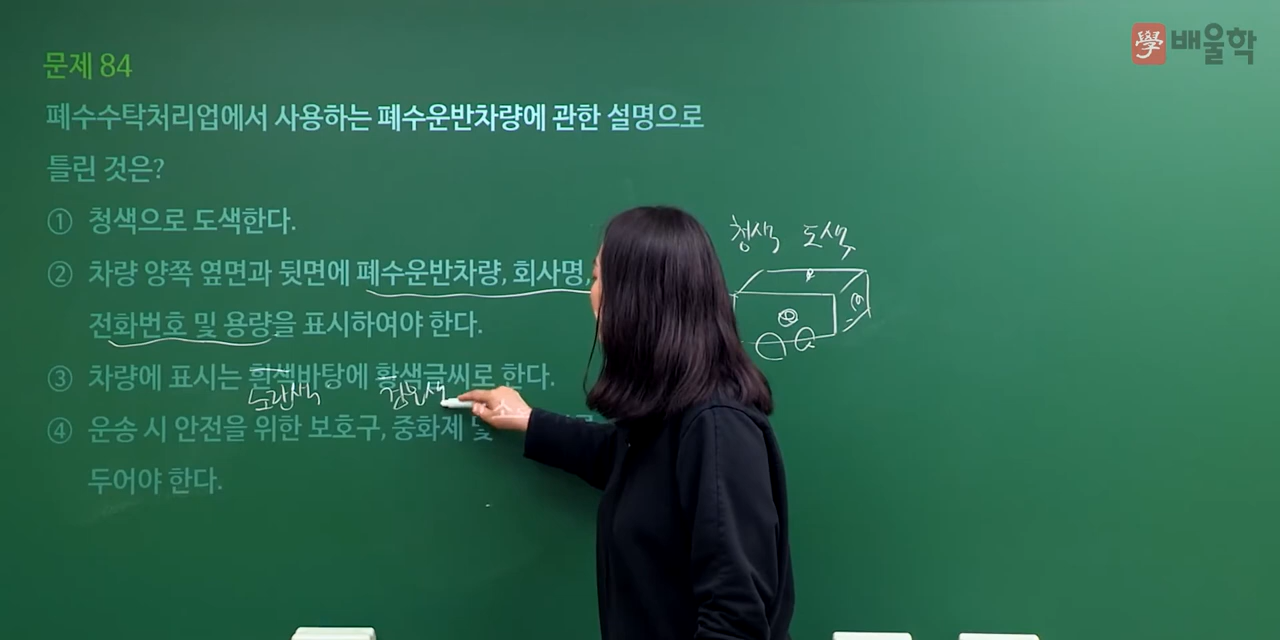 學 배울학
문제 84
폐수수탁처리업에서 사용하는 폐수운반차량에 관한 설명으로
틀린 것은?
① 청색으로 도색한다.
② 차량 양쪽 옆면과 뒷면에 폐수운반차량, 회사명,
전화번호 및 용량을 표시하여야 한다.
③ 차량에 표시는 흰색바탕에 황색글씨로 한다.
노란색 검은색
④ 운송 시 안전을 위한 보호구, 중화제 및
두어야 한다.
청색 도색